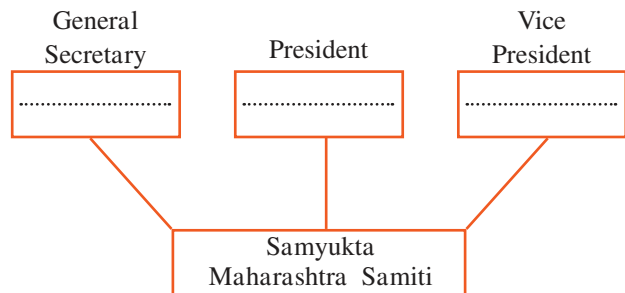 General
Secretary
President
Vice
President
Samyukta
Maharashtra Samiti